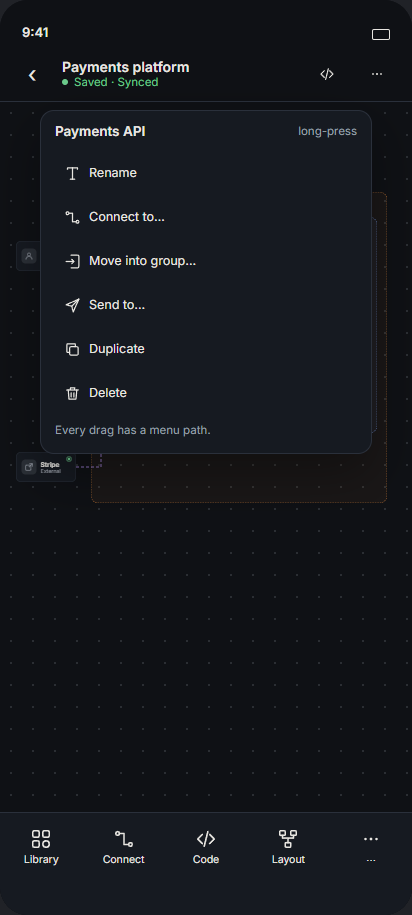 9:41
Payments platform
Saved · Synced
Payments API
long-press
Rename
Connect to...
Move into group...
Send to...
Duplicate
Delete
Every drag has a menu path.
Stripe
External
Library
Connect
Code
Layout
...